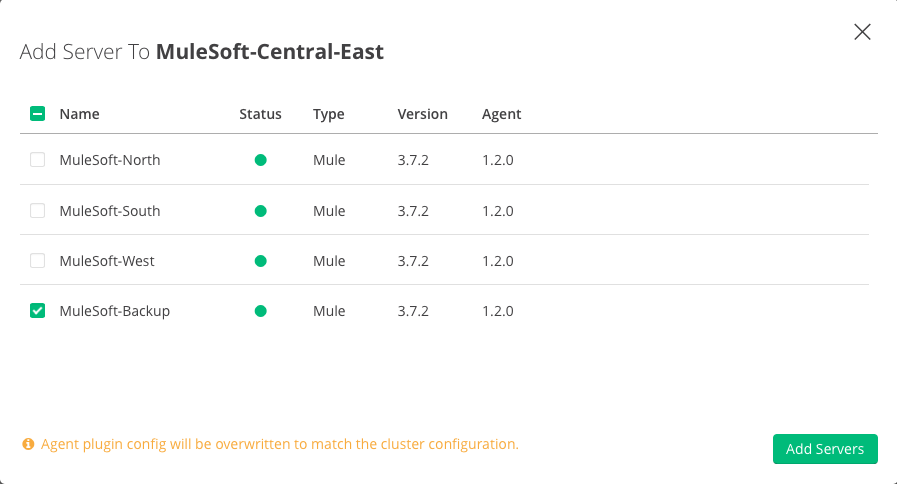 Add Server To MuleSoft-Central-East
Name Status Type Version Agent
MuleSoft-North Mule 3.7.2 1.2.0
MuleSoft-South Mule 3.7.2 1.2.0
MuleSoft-West Mule 3.7.2 1.2.0
MuleSoft-Backup Mule 3.7.2 1.2.0
Agent plugin config will be overwritten to match the cluster configuration.
Add Servers